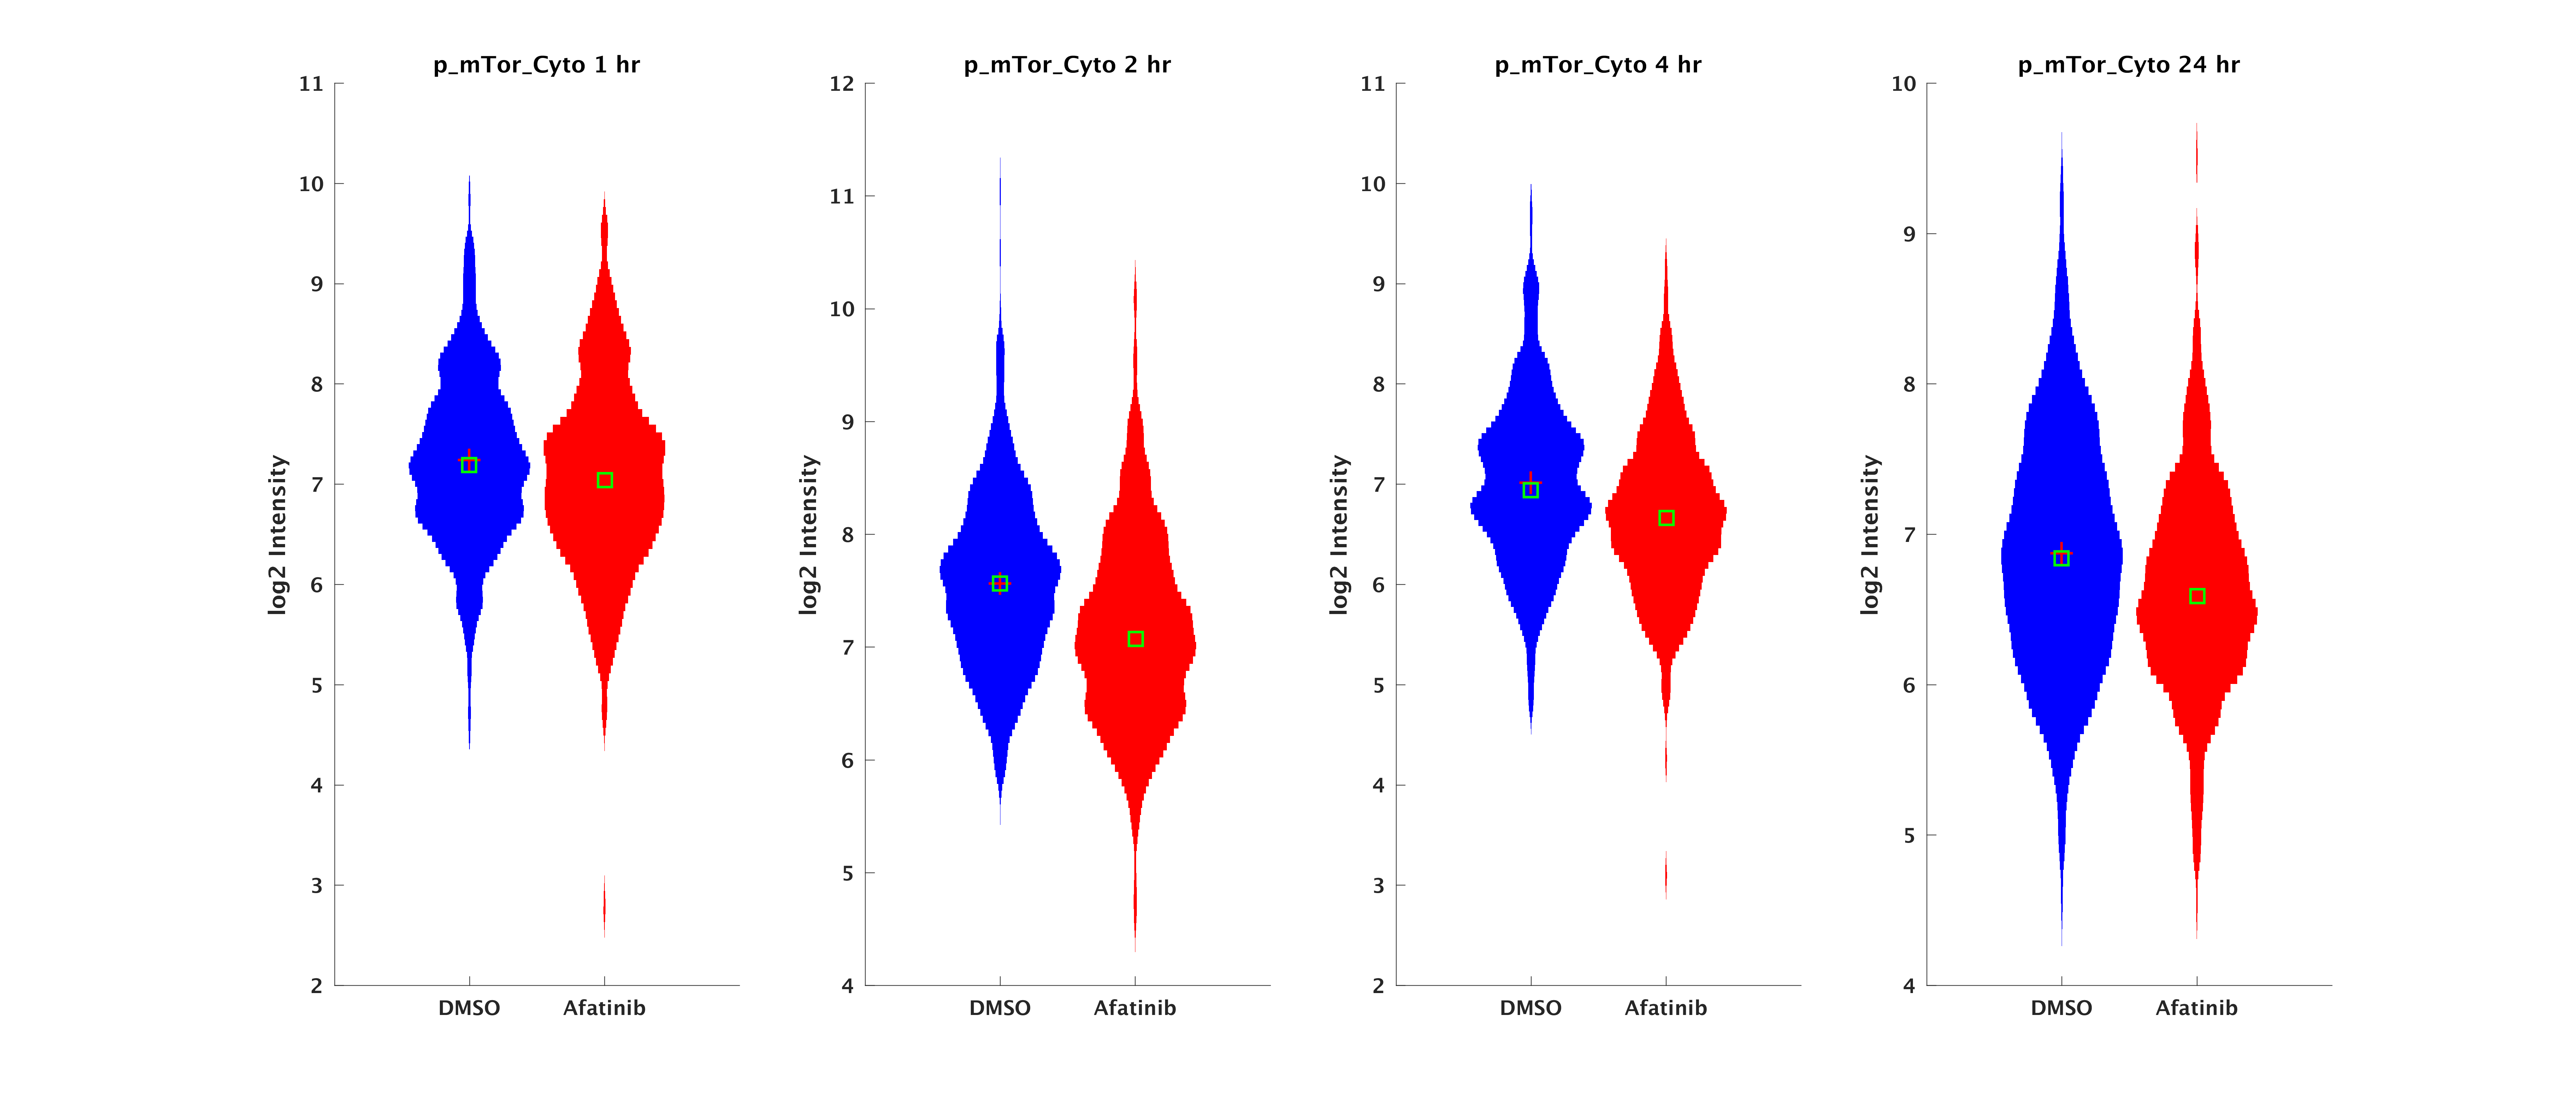 p_mTor_Cyto 1 hr
11
10
9
8
7
6
5
4
3
2
log2 Intensity
DMSO
Afatinib
p_mTor_Cyto 2 hr
12
11
10
9
8
7
6
5
4
log2 Intensity
DMSO
Afatinib
p_mTor_Cyto 4 hr
11
10
9
8
7
6
5
4
3
2
log2 Intensity
DMSO
Afatinib
p_mTor_Cyto 24 hr
10
9
8
7
6
5
4
log2 Intensity
DMSO
Afatinib